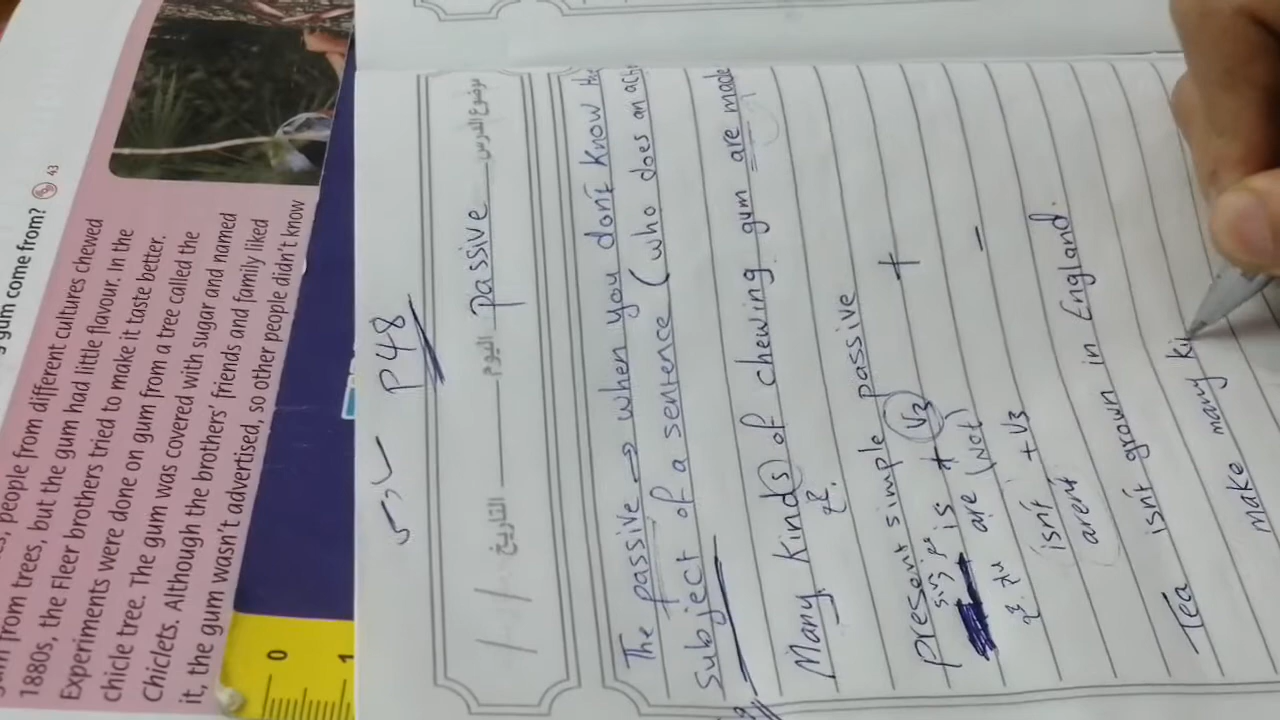 gum come from? 43
from trees, people from different cultures chewed
1880s, the Fleer brothers tried to make it taste better.
Experiments were done on gum from a tree called the
chicle tree. The gum was covered with sugar and named
Chiclets. Although the brothers' friends and family liked
it, the gum wasn't advertised, so other people didn't know
but the gum had little flavour. In the
0
1
P48
التاريخ / / اليوم passive موضوع الدرس
The passive → when you don't know the
subject of a sentence (who does an acti
Many kinds of chewing gum are made
present simple passive
sing is + V3 +
are (Not) -
isn't + V3
aren't
Tea isn't grown in England.
make many ki